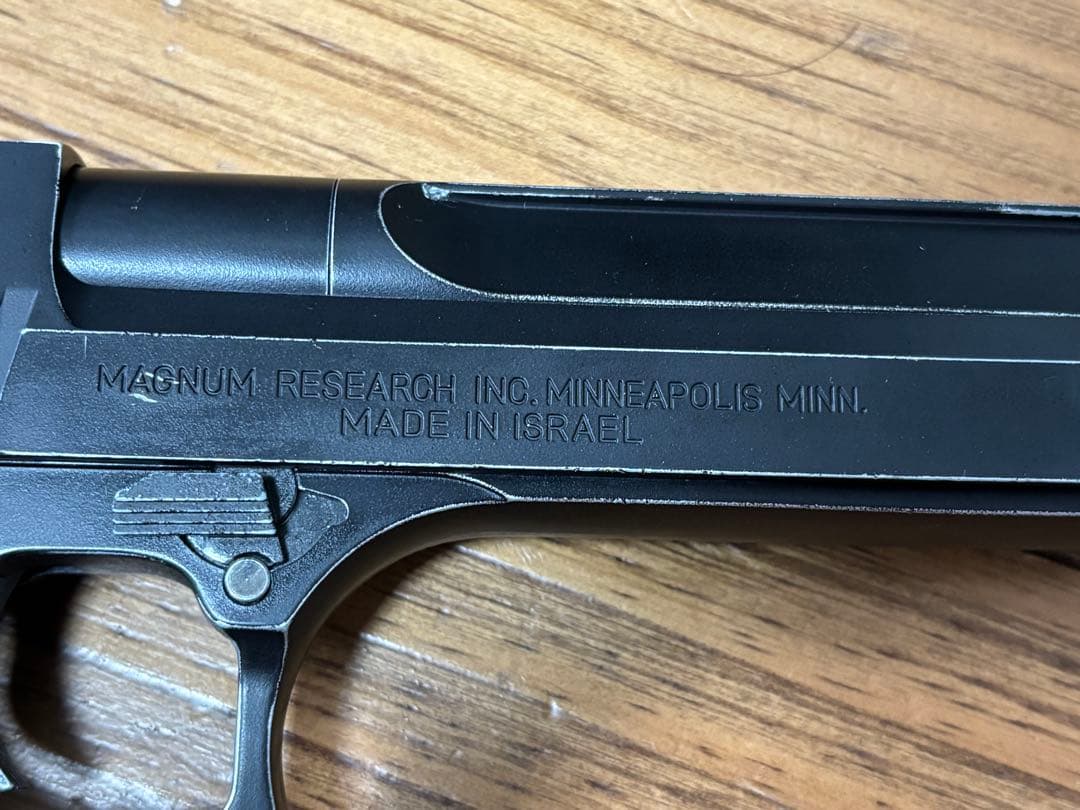 MAGNUM RESEARCH INC. MINNEAPOLIS MINN.
MADE IN ISRAEL